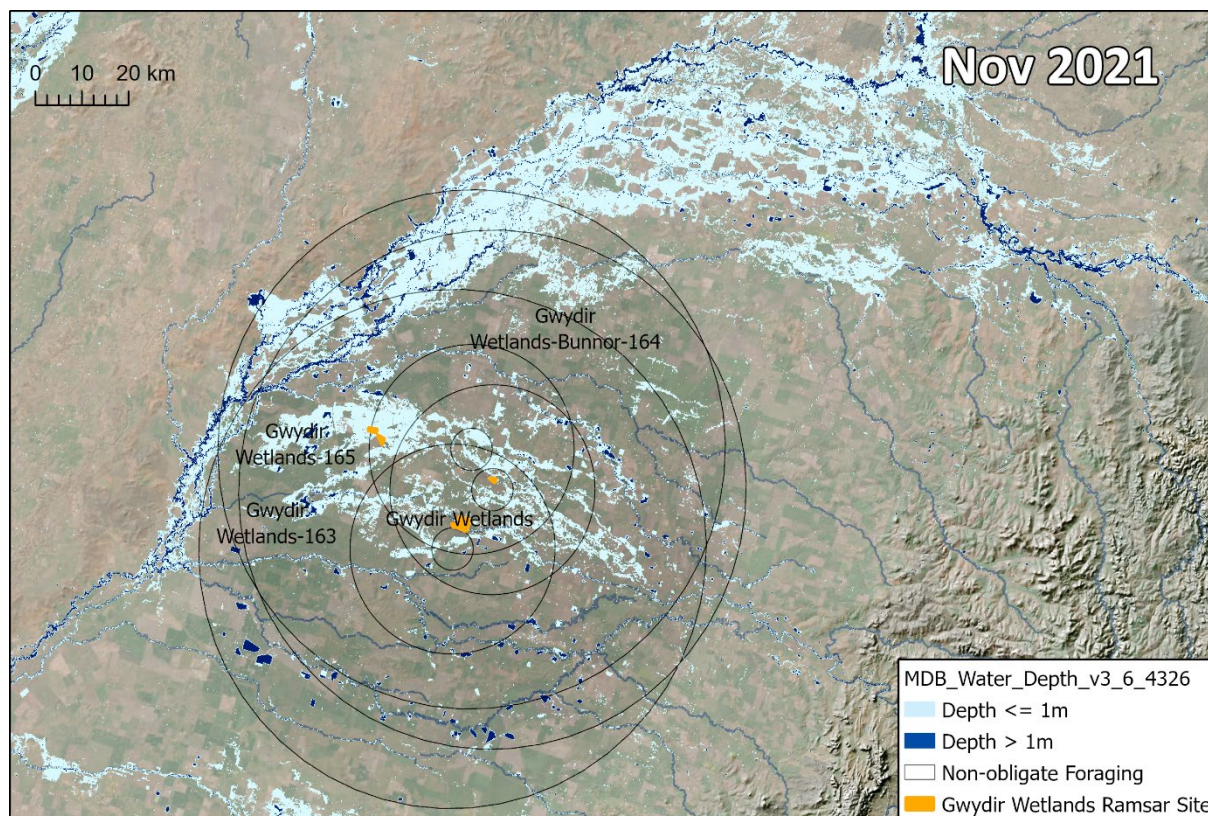 Nov 2021
0 10 20 km
Gwydir
Wetlands-Bunnor-164
Gwydir
Wetlands-165
Gwydir
Wetlands-163
Gwydir Wetlands
MDB_Water_Depth_v3_6_4326
Depth <= 1m
Depth > 1m
Non-obligate Foraging
Gwydir Wetlands Ramsar Site